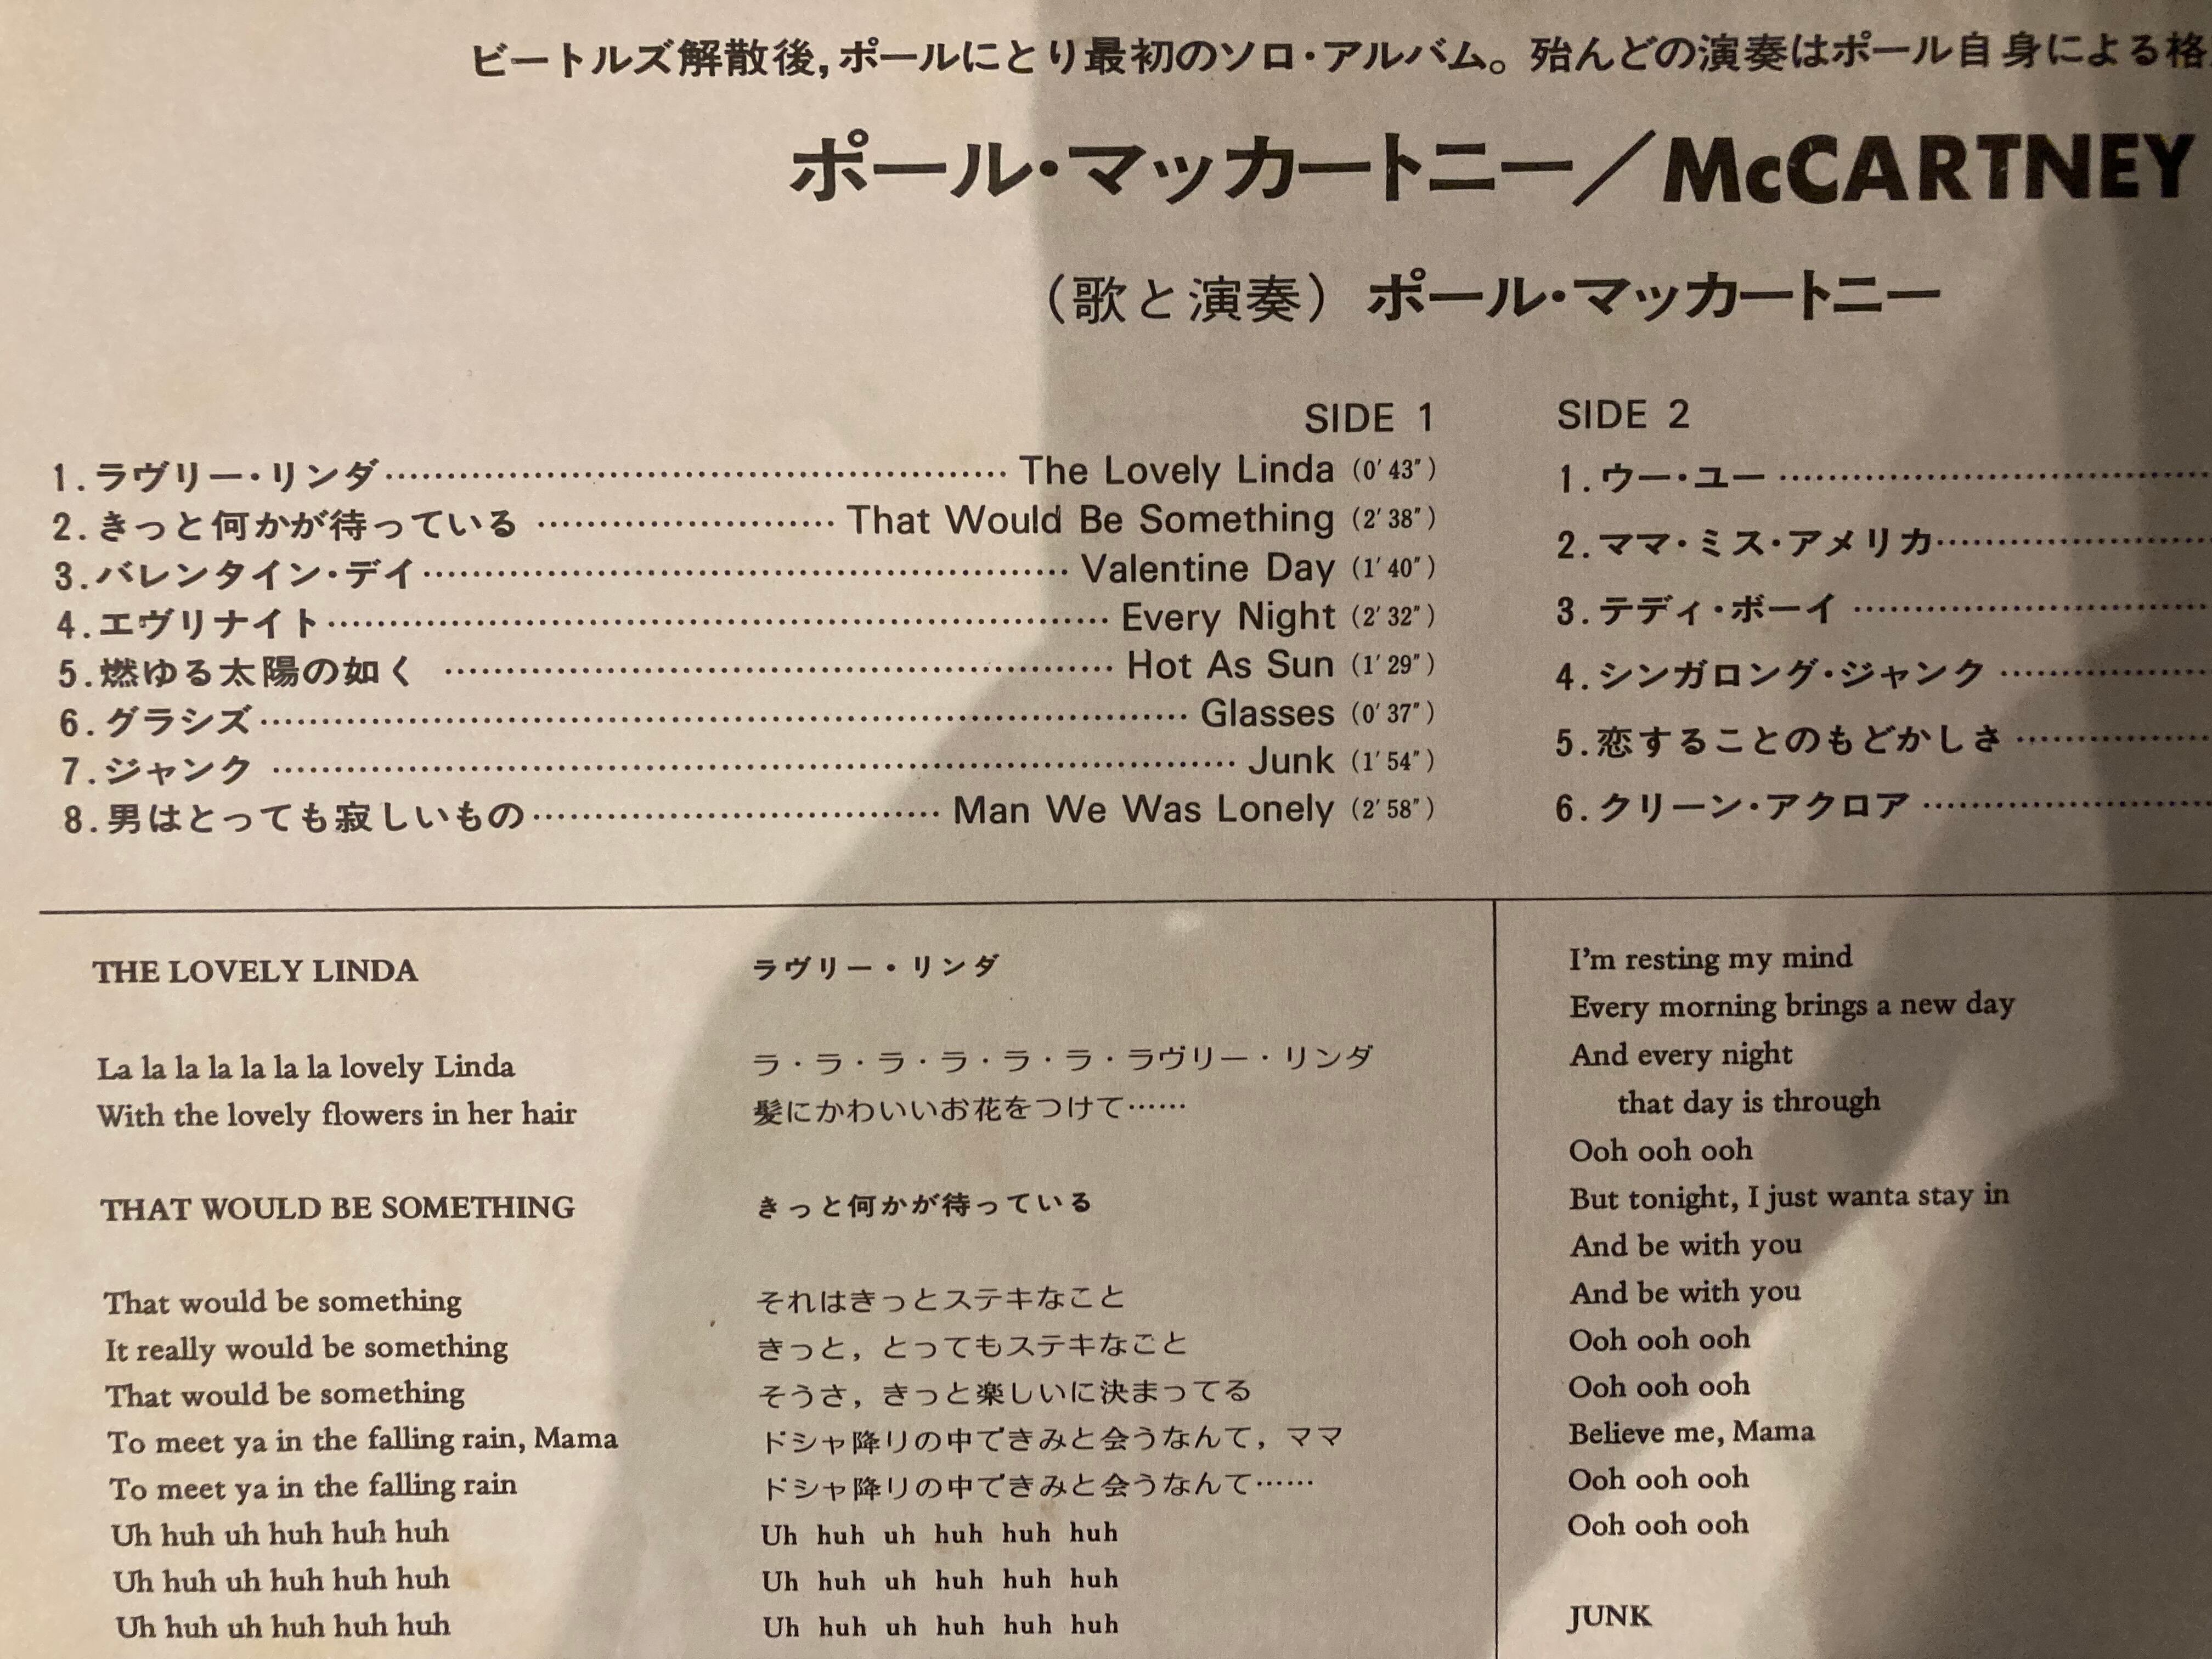 ビートルズ解散後,ポールにとり最初のソロ・アルバム。殆んどの演奏はポール自身による格
ポール・マッカートニー／McCARTNEY
（歌と演奏）ポール・マッカートニー
SIDE 1
1.ラヴリー・リンダ…………The Lovely Linda (0′43″)
2.きっと何かが待っている…………That Would Be Something (2′38″)
3.バレンタイン・デイ…………Valentine Day (1′40″)
4.エヴリナイト…………Every Night (2′32″)
5.燃ゆる太陽の如く…………Hot As Sun (1′29″)
6.グラシズ…………Glasses (0′37″)
7.ジャンク…………Junk (1′54″)
8.男はとっても寂しいもの…………Man We Was Lonely (2′58″)
SIDE 2
1.ウー・ユー…………
2.ママ・ミス・アメリカ…………
3.テディ・ボーイ…………
4.シンガロング・ジャンク…………
5.恋することのもどかしさ…………
6.クリーン・アクロア…………
THE LOVELY LINDA
La la la la la la la lovely Linda
With the lovely flowers in her hair
THAT WOULD BE SOMETHING
That would be something
It really would be something
That would be something
To meet ya in the falling rain, Mama
To meet ya in the falling rain
Uh huh uh huh huh huh
Uh huh uh huh huh huh
Uh huh uh huh huh huh
ラヴリー・リンダ
ラ・ラ・ラ・ラ・ラ・ラ・ラヴリー・リンダ
髪にかわいいお花をつけて……
きっと何かが待っている
それはきっとステキなこと
きっと，とってもステキなこと
そうさ，きっと楽しいに決まってる
ドシャ降りの中できみと会うなんて，ママ
ドシャ降りの中できみと会うなんて……
Uh huh uh huh huh huh
Uh huh uh huh huh huh
Uh huh uh huh huh huh
I'm resting my mind
Every morning brings a new day
And every night
that day is through
Ooh ooh ooh
But tonight, I just wanta stay in
And be with you
And be with you
Ooh ooh ooh
Ooh ooh ooh
Believe me, Mama
Ooh ooh ooh
Ooh ooh ooh
JUNK